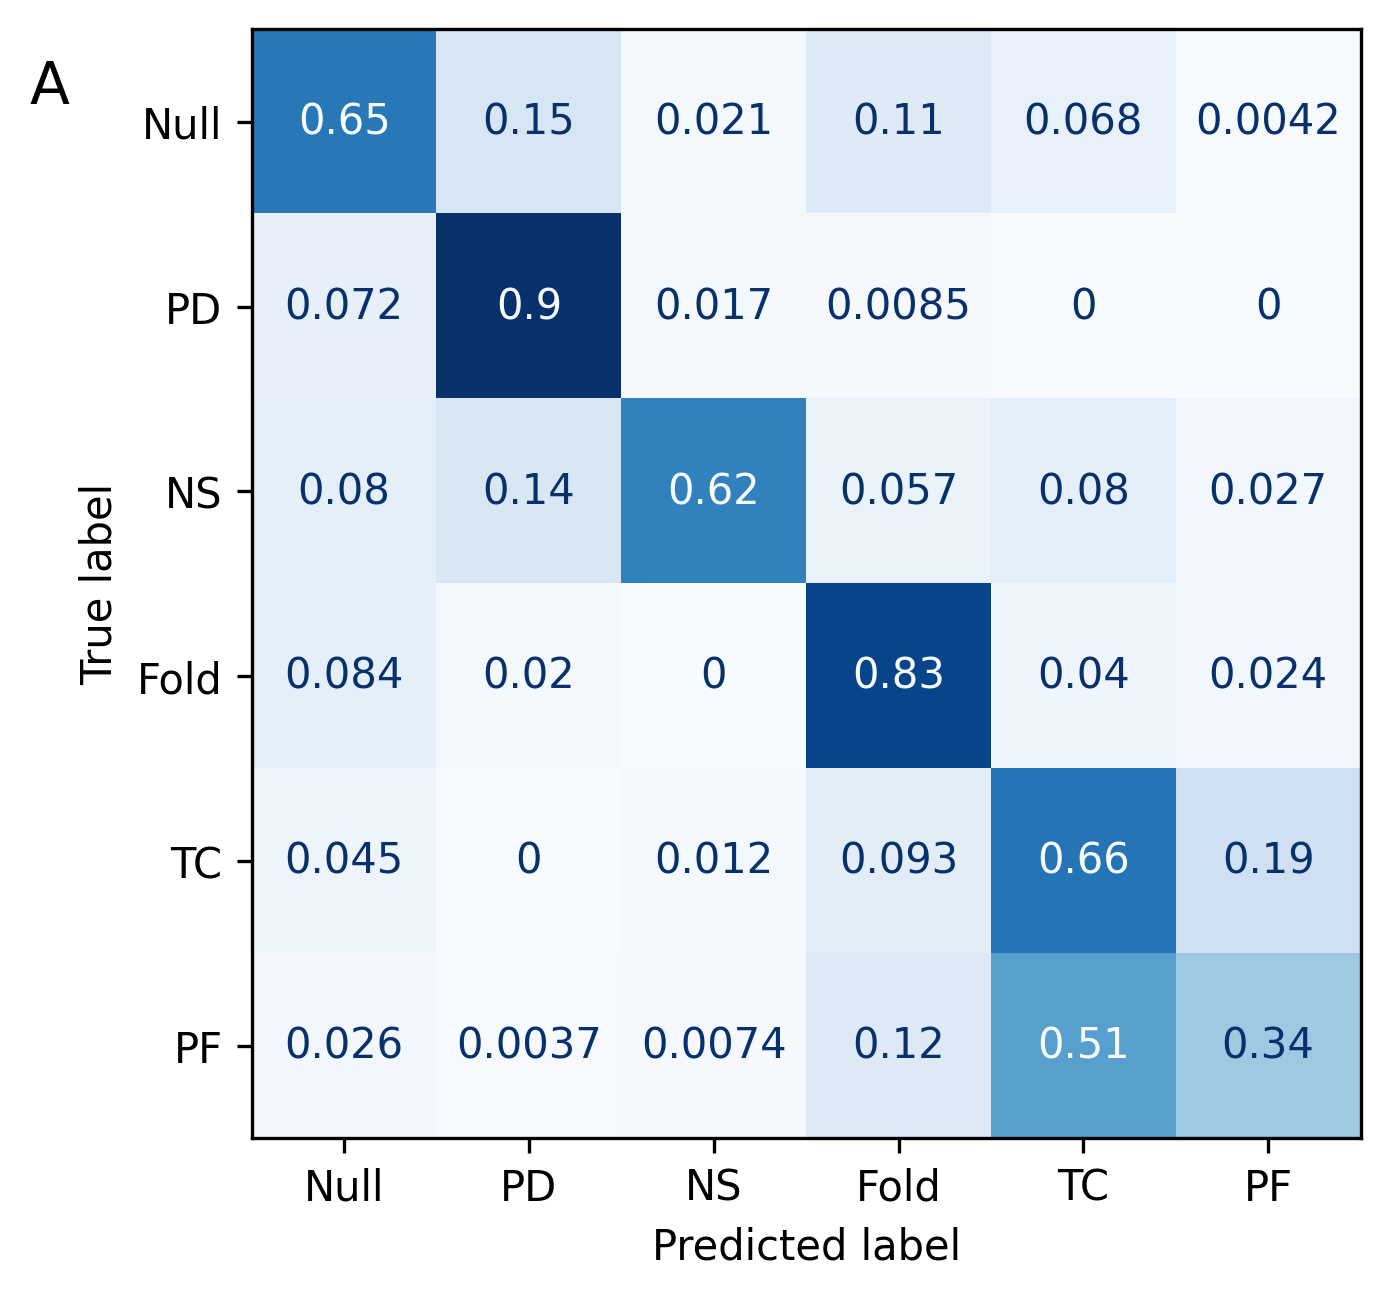 A
Null 0.65 0.15 0.021 0.11 0.068 0.0042
PD 0.072 0.9 0.017 0.0085 0 0
NS 0.08 0.14 0.62 0.057 0.08 0.027
Fold 0.084 0.02 0 0.83 0.04 0.024
TC 0.045 0 0.012 0.093 0.66 0.19
PF 0.026 0.0037 0.0074 0.12 0.51 0.34
True label
Null PD NS Fold TC PF
Predicted label